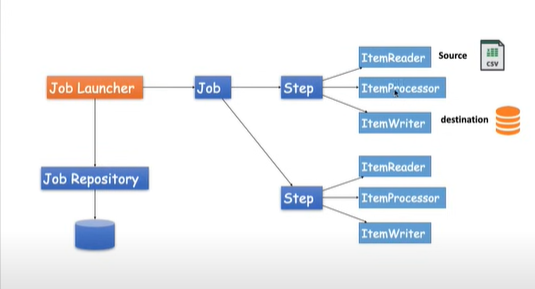 ItemReader
Source
CSV
Job Launcher
Job
Step
ItemProcessor
ItemWriter
destination
Job Repository
ItemReader
Step
ItemProcessor
ItemWriter